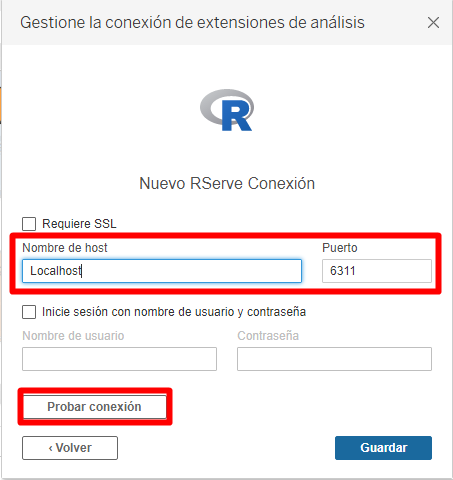 Gestione la conexión de extensiones de análisis
R
Nuevo RServe Conexión
Requiere SSL
Nombre de host Puerto
Localhost 6311
Inicie sesión con nombre de usuario y contraseña
Nombre de usuario Contraseña
Probar conexión
‹ Volver Guardar